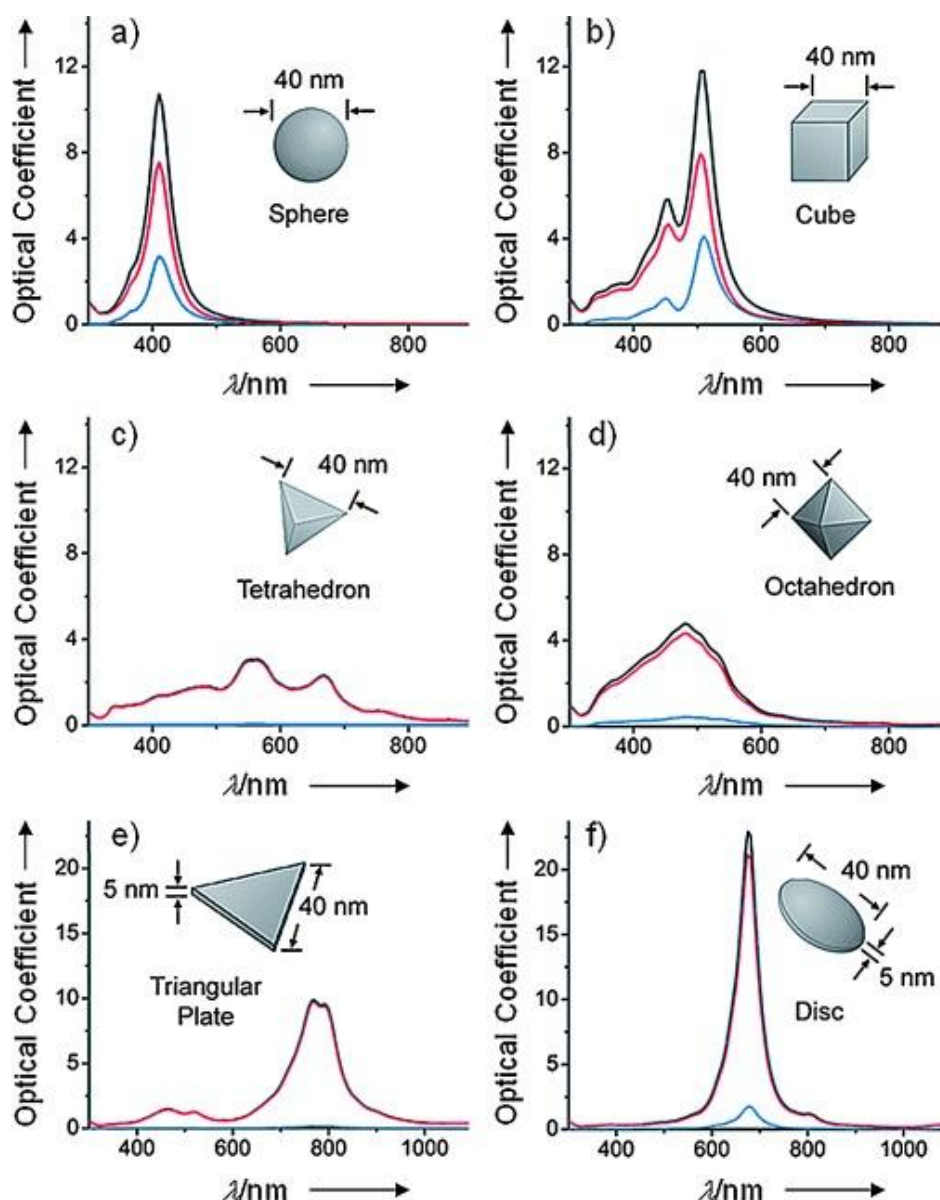 a)
Optical Coefficient
12
8
4
0
40 nm
Sphere
400 600 800
λ/nm
b)
Optical Coefficient
12
8
4
0
40 nm
Cube
400 600 800
λ/nm
c)
Optical Coefficient
12
8
4
0
40 nm
Tetrahedron
400 600 800
λ/nm
d)
Optical Coefficient
12
8
4
0
40 nm
Octahedron
400 600 800
λ/nm
e)
Optical Coefficient
20
15
10
5
0
5 nm
40 nm
Triangular
Plate
400 600 800 1000
λ/nm
f)
Optical Coefficient
20
15
10
5
0
40 nm
5 nm
Disc
400 600 800 1000
λ/nm